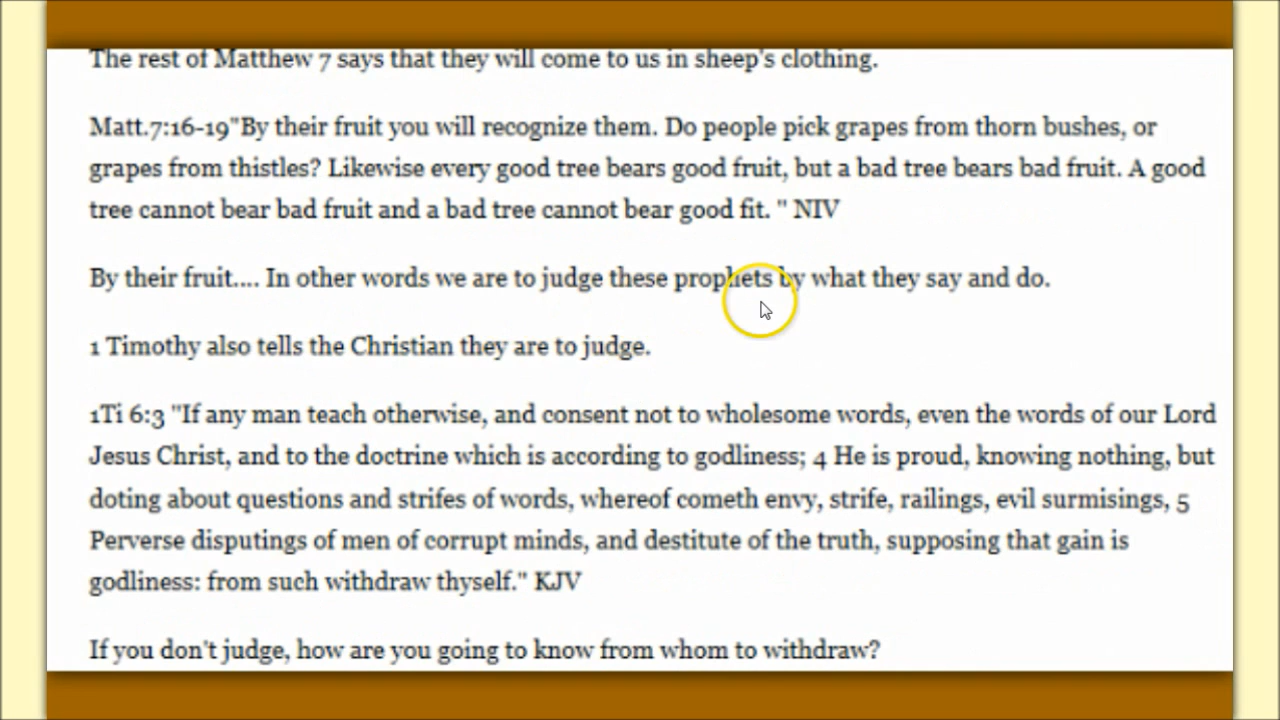 The rest of Matthew 7 says that they will come to us in sheep's clothing.
Matt.7:16-19"By their fruit you will recognize them. Do people pick grapes from thorn bushes, or
grapes from thistles? Likewise every good tree bears good fruit, but a bad tree bears bad fruit. A good
tree cannot bear bad fruit and a bad tree cannot bear good fit. " NIV
By their fruit.... In other words we are to judge these prophets by what they say and do.
1 Timothy also tells the Christian they are to judge.
1Ti 6:3 "If any man teach otherwise, and consent not to wholesome words, even the words of our Lord
Jesus Christ, and to the doctrine which is according to godliness; 4 He is proud, knowing nothing, but
doting about questions and strifes of words, whereof cometh envy, strife, railings, evil surmisings, 5
Perverse disputings of men of corrupt minds, and destitute of the truth, supposing that gain is
godliness: from such withdraw thyself." KJV
If you don't judge, how are you going to know from whom to withdraw?